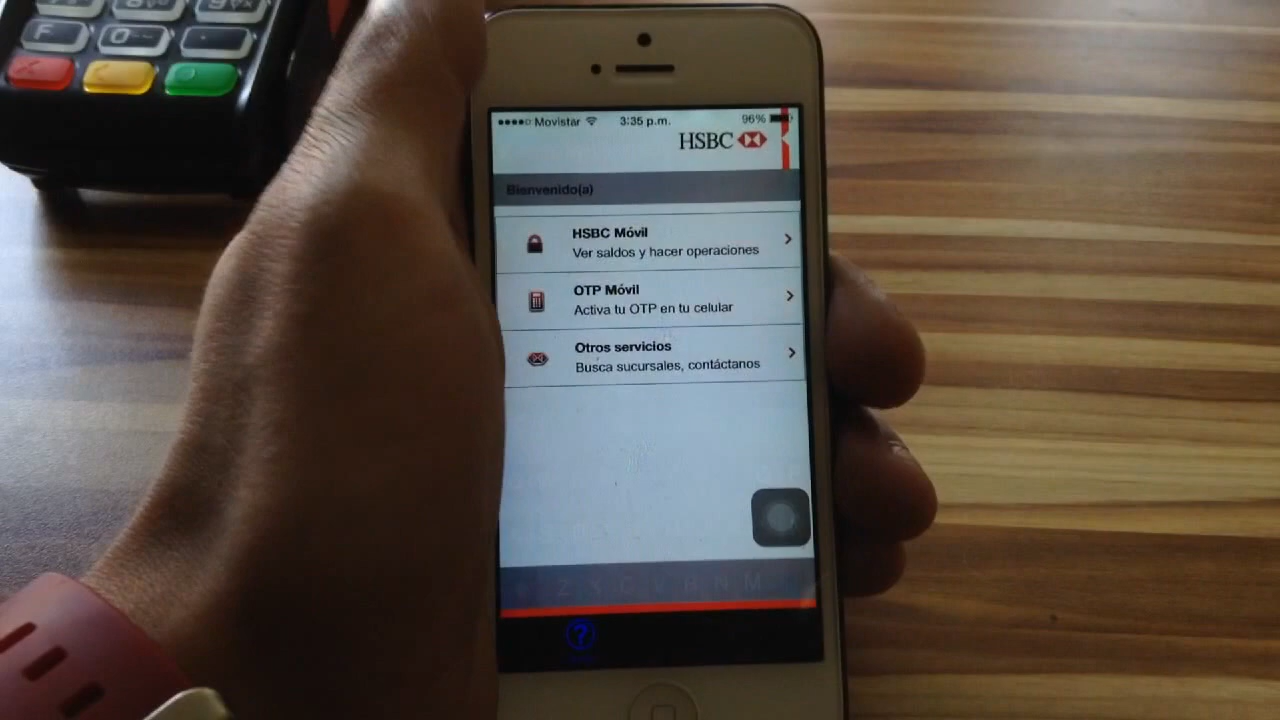 Movistar 3:35 p.m. 96%
HSBC
Bienvenido(a)
HSBC Móvil
Ver saldos y hacer operaciones
OTP Móvil
Activa tu OTP en tu celular
Otros servicios
Busca sucursales, contáctanos
Z X C V B N M
?